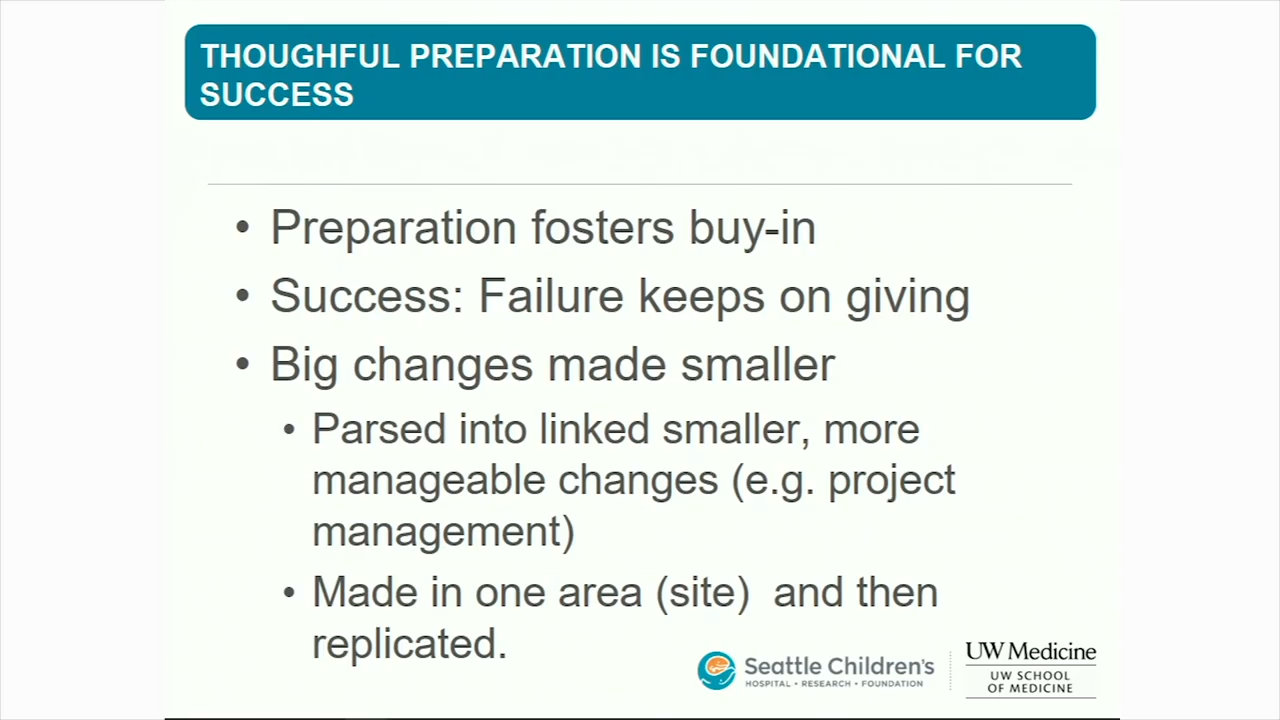 THOUGHFUL PREPARATION IS FOUNDATIONAL FOR
SUCCESS
• Preparation fosters buy-in
• Success: Failure keeps on giving
• Big changes made smaller
• Parsed into linked smaller, more
manageable changes (e.g. project
management)
• Made in one area (site) and then
replicated.
Seattle Children's
HOSPITAL • RESEARCH • FOUNDATION
UW Medicine
UW SCHOOL
OF MEDICINE